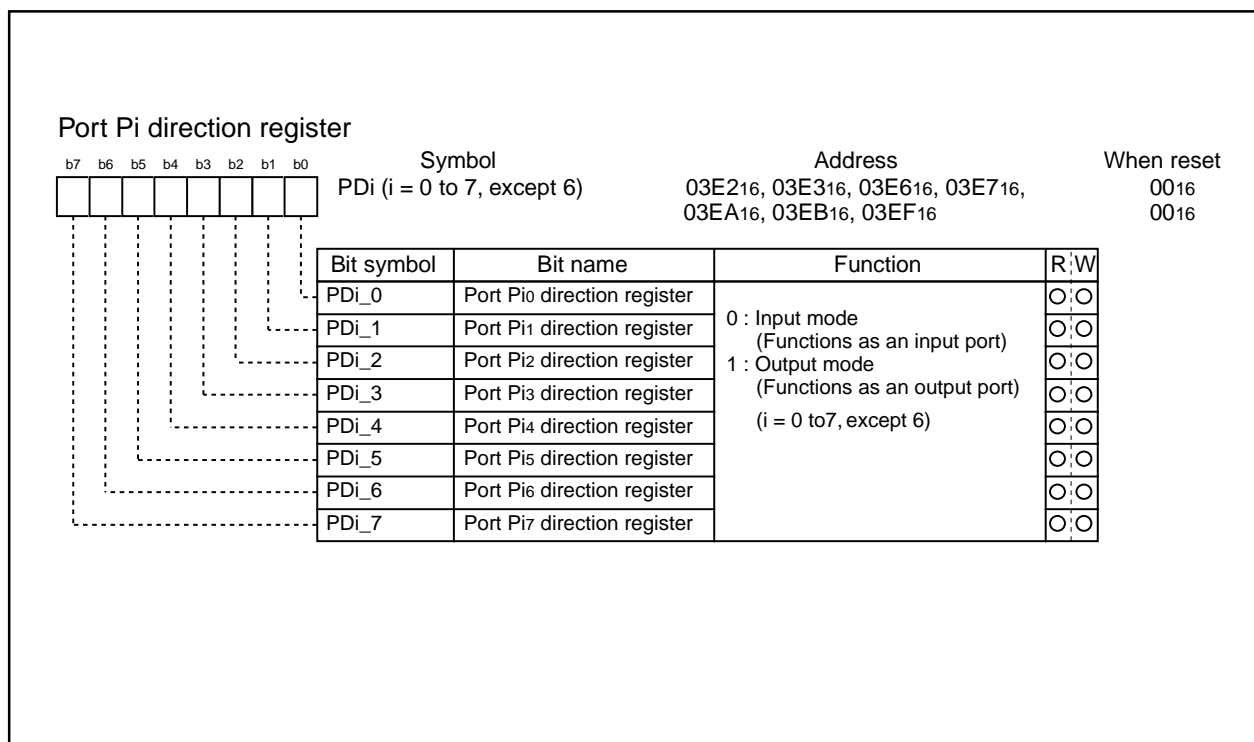 Port Pi direction register
b7 b6 b5 b4 b3 b2 b1 b0
Symbol Address When reset
PDi (i = 0 to 7, except 6) 03E216, 03E316, 03E616, 03E716, 0016
03EA16, 03EB16, 03EF16 0016
Bit symbol Bit name Function R W
PDi_0 Port Pi0 direction register
PDi_1 Port Pi1 direction register
PDi_2 Port Pi2 direction register
PDi_3 Port Pi3 direction register
PDi_4 Port Pi4 direction register
PDi_5 Port Pi5 direction register
PDi_6 Port Pi6 direction register
PDi_7 Port Pi7 direction register
0 : Input mode
(Functions as an input port)
1 : Output mode
(Functions as an output port)
(i = 0 to7, except 6)